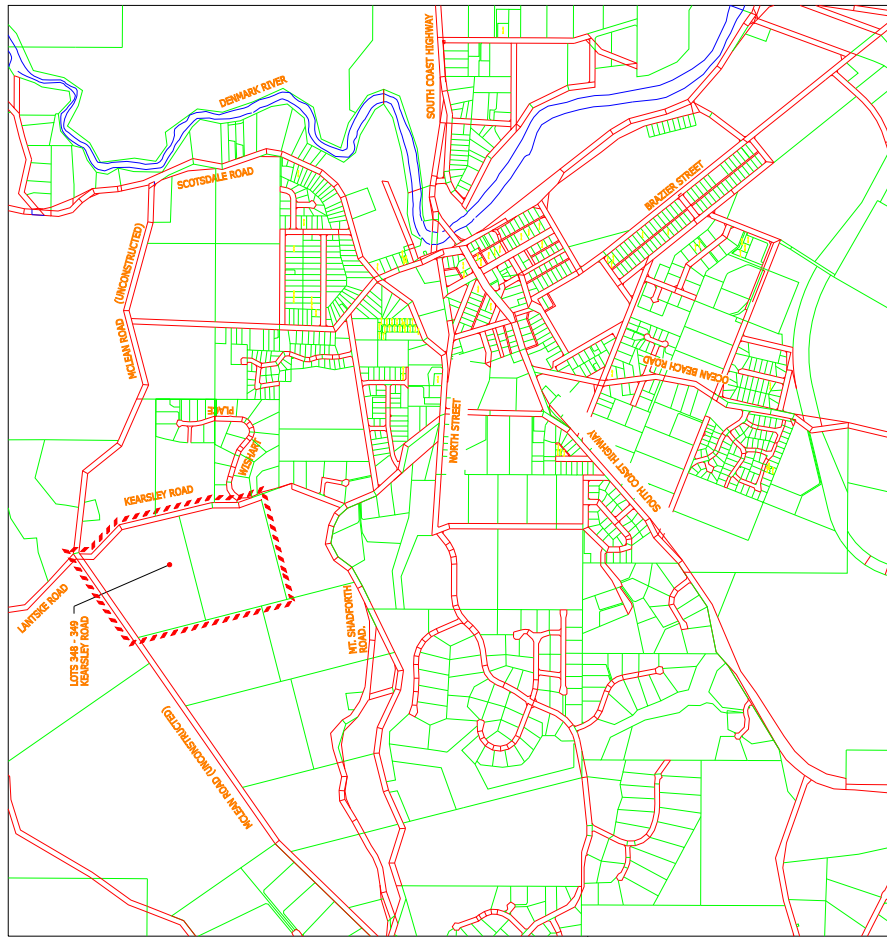 SOUTH COAST HIGHWAY
DENMARK RIVER
SCOTSDALE ROAD
BRAZIER STREET
(UNCONSTRUCTED)
MCLEAN ROAD
OCEAN BEACH ROAD
PLACE
WISHART
NORTH STREET
SOUTH COAST HIGHWAY
KEARSLEY ROAD
LANTSKE ROAD
LOTS 348 - 349
KEARSLEY ROAD
MT. SHADFORTH
ROAD.
MCLEAN ROAD (UNCONSTRUCTED)